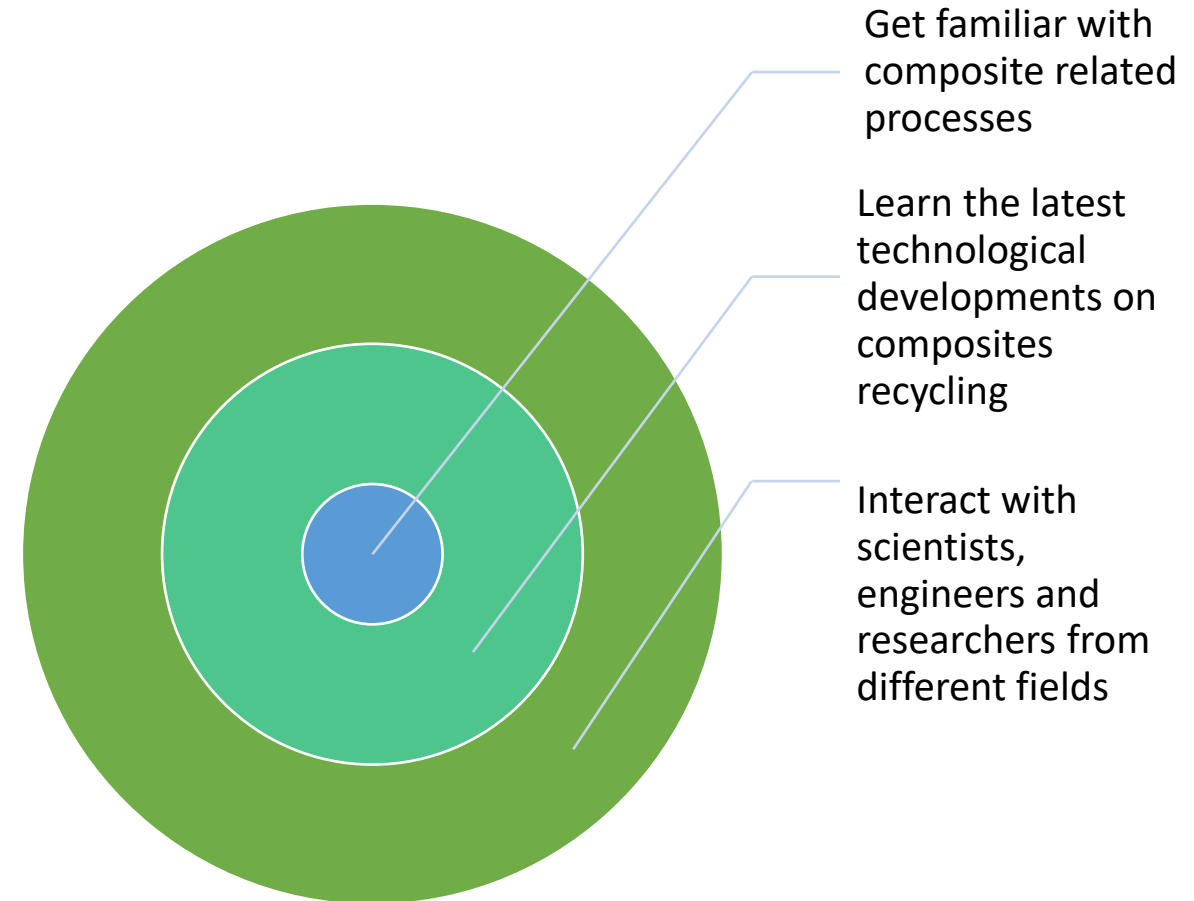 Get familiar with
composite related
processes
Learn the latest
technological
developments on
composites
recycling
Interact with
scientists,
engineers and
researchers from
different fields